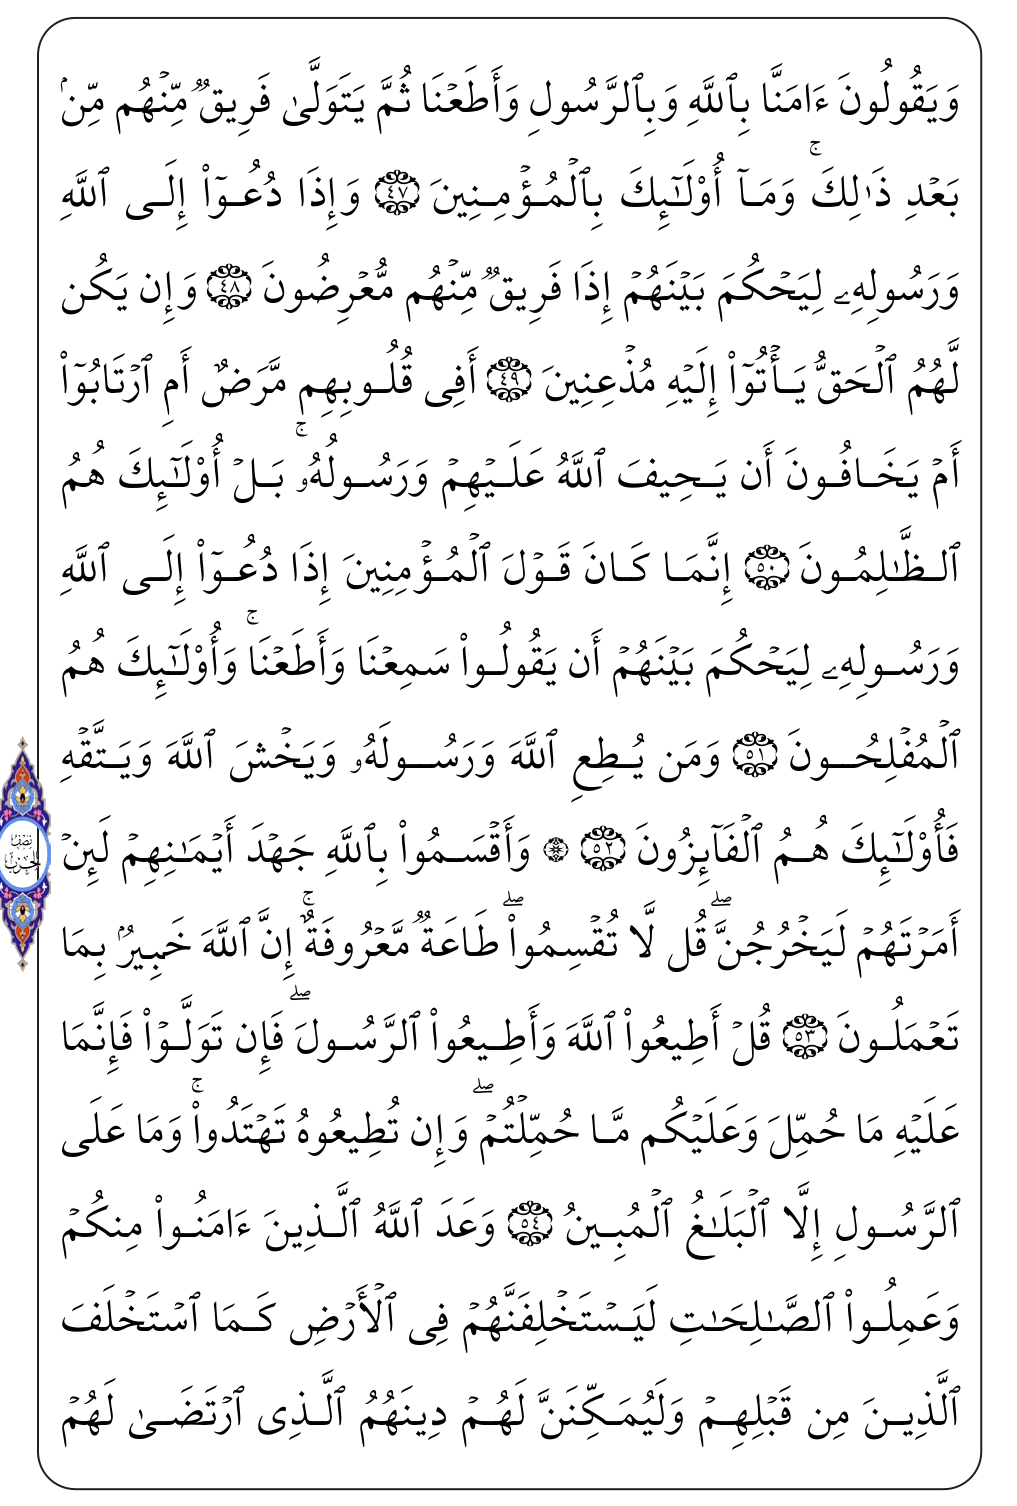 وَيَقُولُونَ ءَامَنَّا بِٱللَّهِ وَبِٱلرَّسُولِ وَأَطَعۡنَا ثُمَّ يَتَوَلَّىٰ فَرِيقٞ مِّنۡهُم مِّنۢ
بَعۡدِ ذَٰلِكَۚ وَمَآ أُوْلَٰٓئِكَ بِٱلۡمُؤۡمِنِينَ ٤٧ وَإِذَا دُعُوٓاْ إِلَى ٱللَّهِ
وَرَسُولِهِۦ لِيَحۡكُمَ بَيۡنَهُمۡ إِذَا فَرِيقٞ مِّنۡهُم مُّعۡرِضُونَ ٤٨ وَإِن يَكُن
لَّهُمُ ٱلۡحَقُّ يَأۡتُوٓاْ إِلَيۡهِ مُذۡعِنِينَ ٤٩ أَفِى قُلُوبِهِم مَّرَضٌ أَمِ ٱرۡتَابُوٓاْ
أَمۡ يَخَافُونَ أَن يَحِيفَ ٱللَّهُ عَلَيۡهِمۡ وَرَسُولُهُۥۚ بَلۡ أُوْلَٰٓئِكَ هُمُ
ٱلظَّٰلِمُونَ ٥٠ إِنَّمَا كَانَ قَوۡلَ ٱلۡمُؤۡمِنِينَ إِذَا دُعُوٓاْ إِلَى ٱللَّهِ
وَرَسُولِهِۦ لِيَحۡكُمَ بَيۡنَهُمۡ أَن يَقُولُواْ سَمِعۡنَا وَأَطَعۡنَاۚ وَأُوْلَٰٓئِكَ هُمُ
ٱلۡمُفۡلِحُونَ ٥١ وَمَن يُطِعِ ٱللَّهَ وَرَسُولَهُۥ وَيَخۡشَ ٱللَّهَ وَيَتَّقۡهِ
فَأُوْلَٰٓئِكَ هُمُ ٱلۡفَآئِزُونَ ٥٢ ۞ وَأَقۡسَمُواْ بِٱللَّهِ جَهۡدَ أَيۡمَٰنِهِمۡ لَئِنۡ
أَمَرۡتَهُمۡ لَيَخۡرُجُنَّۖ قُل لَّا تُقۡسِمُواْۖ طَاعَةٞ مَّعۡرُوفَةٌۚ إِنَّ ٱللَّهَ خَبِيرُۢ بِمَا
تَعۡمَلُونَ ٥٣ قُلۡ أَطِيعُواْ ٱللَّهَ وَأَطِيعُواْ ٱلرَّسُولَۖ فَإِن تَوَلَّوۡاْ فَإِنَّمَا
عَلَيۡهِ مَا حُمِّلَ وَعَلَيۡكُم مَّا حُمِّلۡتُمۡۖ وَإِن تُطِيعُوهُ تَهۡتَدُواْۚ وَمَا عَلَى
ٱلرَّسُولِ إِلَّا ٱلۡبَلَٰغُ ٱلۡمُبِينُ ٥٤ وَعَدَ ٱللَّهُ ٱلَّذِينَ ءَامَنُواْ مِنكُمۡ
وَعَمِلُواْ ٱلصَّٰلِحَٰتِ لَيَسۡتَخۡلِفَنَّهُمۡ فِى ٱلۡأَرۡضِ كَمَا ٱسۡتَخۡلَفَ
ٱلَّذِينَ مِن قَبۡلِهِمۡ وَلَيُمَكِّنَنَّ لَهُمۡ دِينَهُمُ ٱلَّذِى ٱرۡتَضَىٰ لَهُمۡ
نِصۡفُ
ٱلۡحِزۡبِ